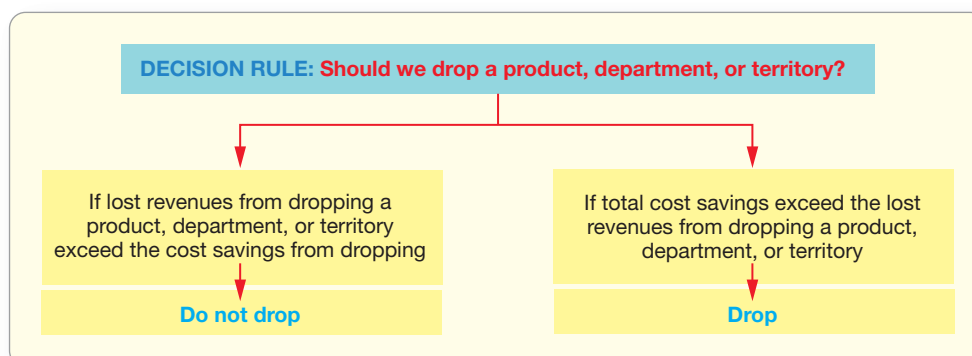 DECISION RULE: Should we drop a product, department, or territory?
If lost revenues from dropping a
product, department, or territory
exceed the cost savings from dropping
Do not drop
If total cost savings exceed the lost
revenues from dropping a product,
department, or territory
Drop